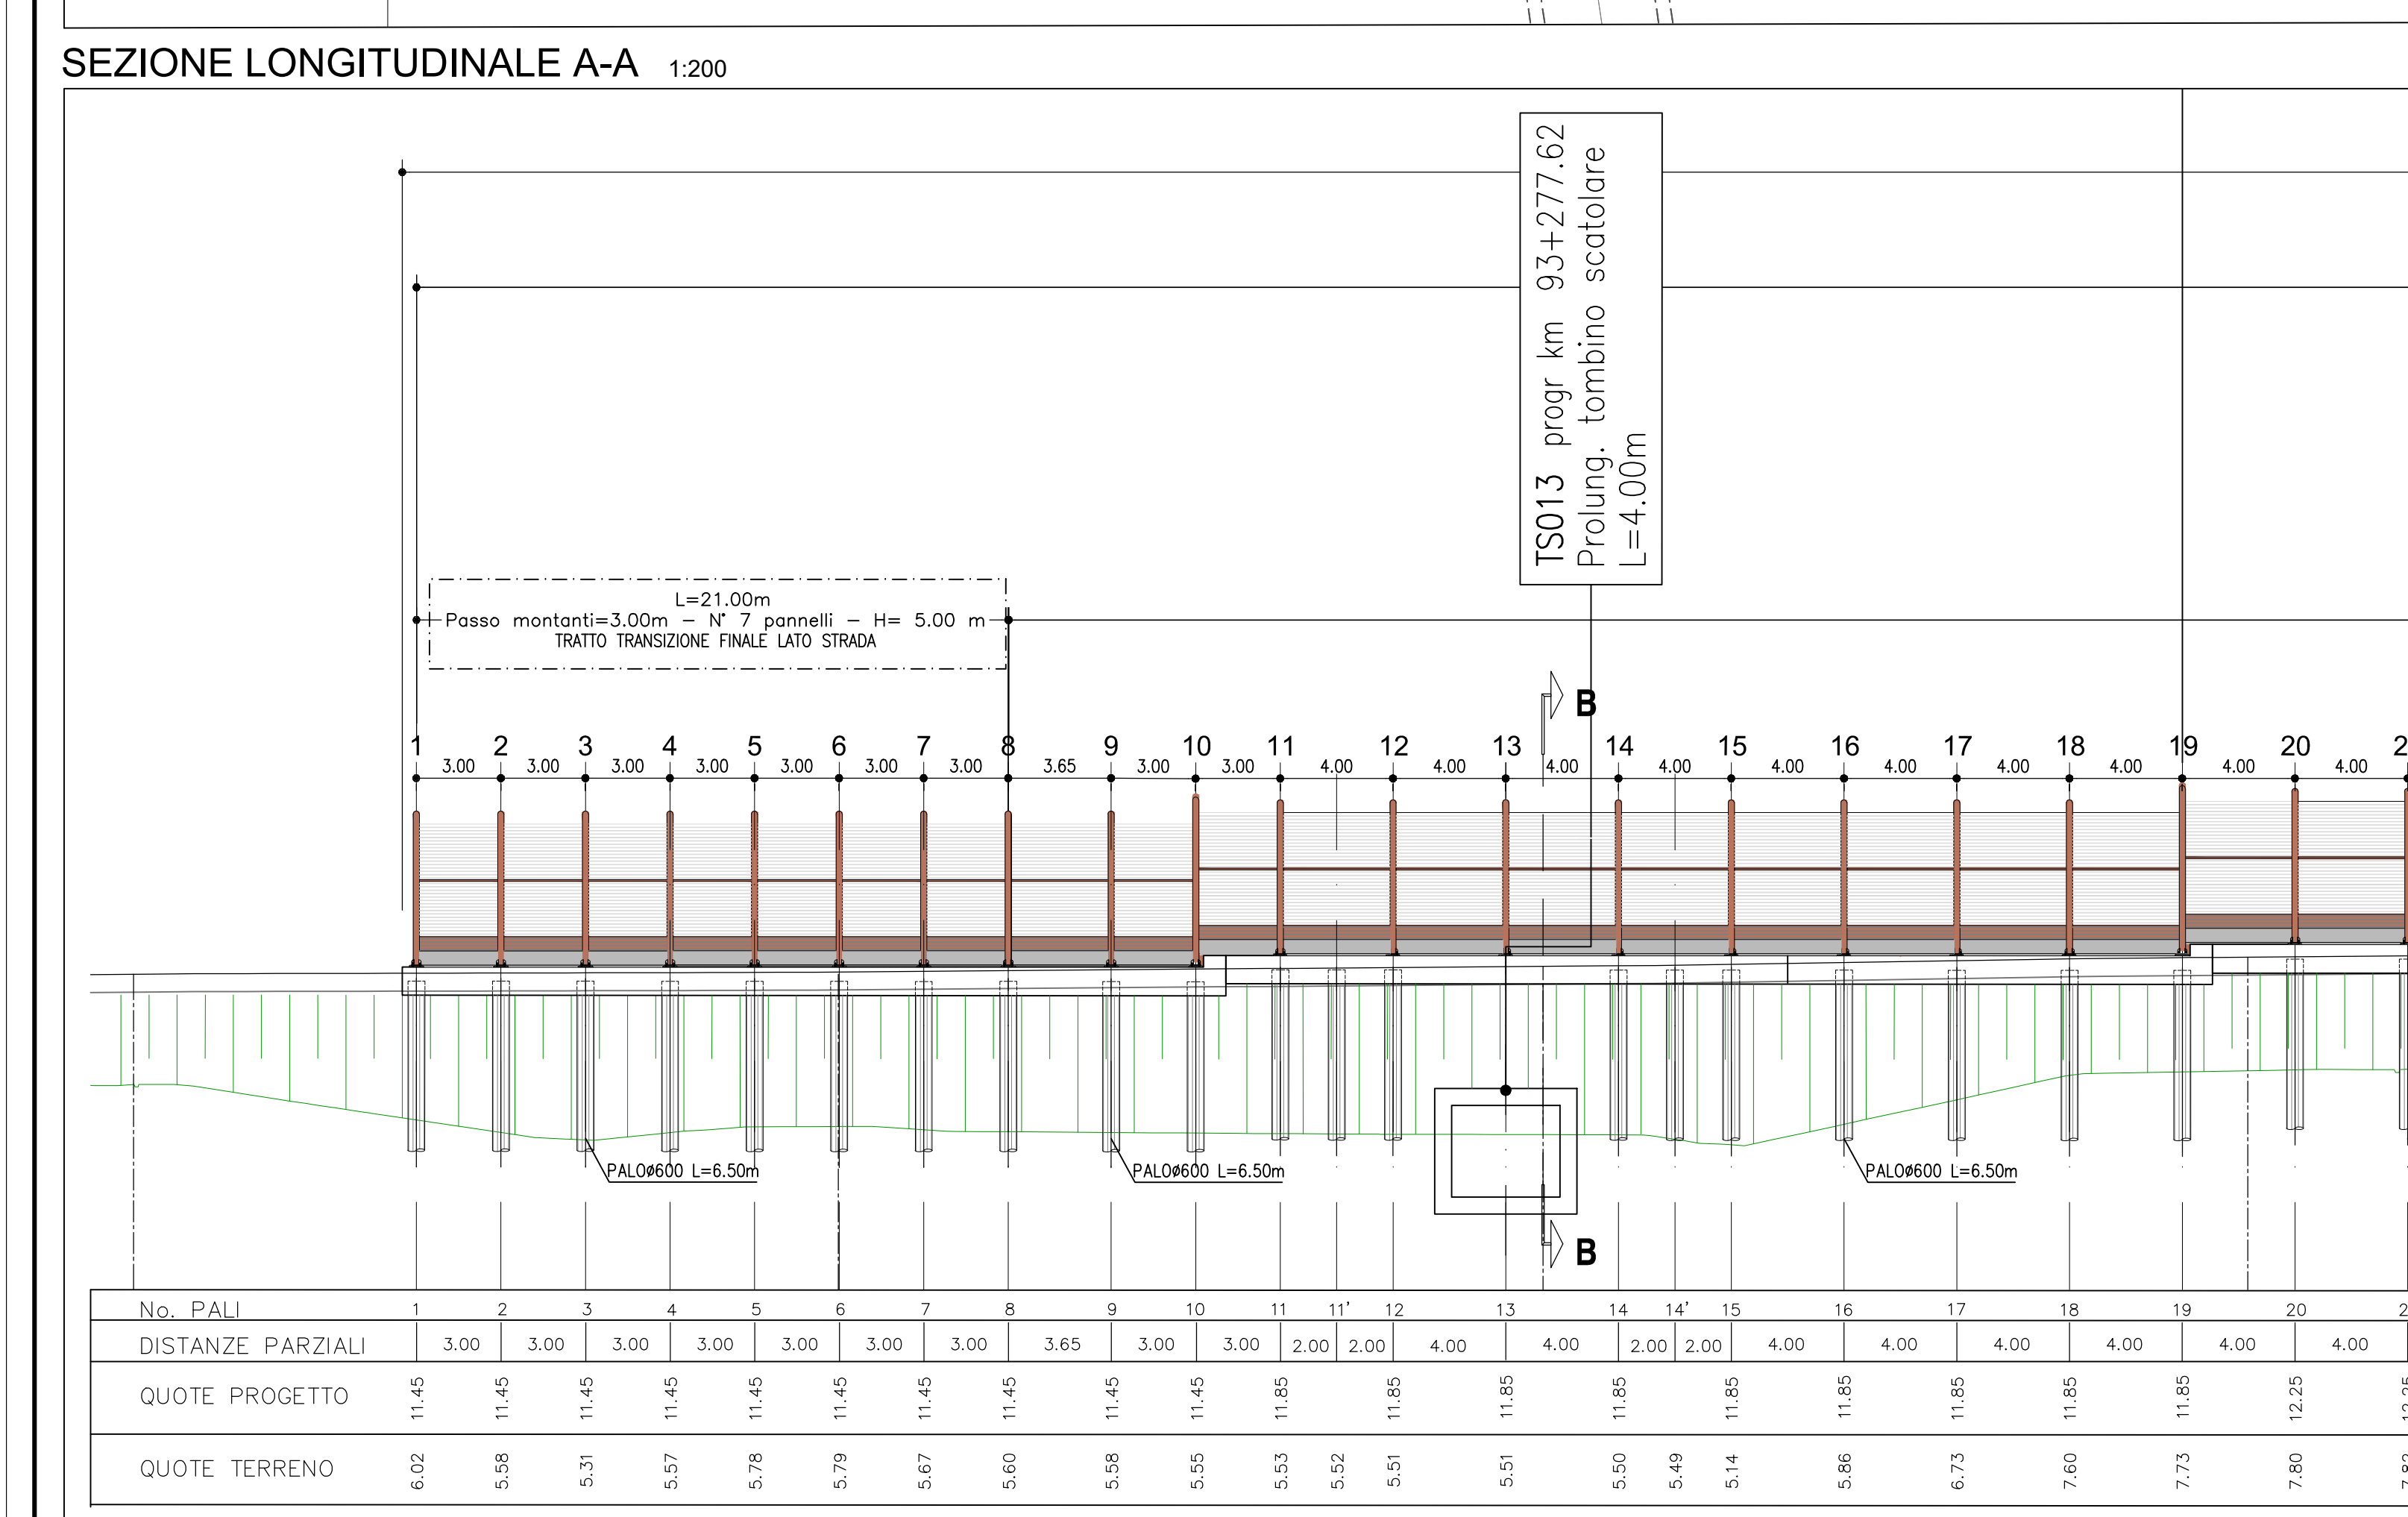 SEZIONE LONGITUDINALE A-A 1:200
TS013 progr km 93+277.62
Prolung. tombino scatolare
L=4.00m
L=21.00m
Passo montanti=3.00m – N° 7 pannelli – H= 5.00 m
TRATTO TRANSIZIONE FINALE LATO STRADA
B
1 2 3 4 5 6 7 8 9 10 11 12 13 14 15 16 17 18 19 20
3.00 3.00 3.00 3.00 3.00 3.00 3.00 3.65 3.00 3.00 4.00 4.00 4.00 4.00 4.00 4.00 4.00 4.00 4.00 4.00
PALOø600 L=6.50m PALOø600 L=6.50m PALOø600 L=6.50m
B
No. PALI 1 2 3 4 5 6 7 8 9 10 11 11' 12 13 14 14' 15 16 17 18 19 20
DISTANZE PARZIALI 3.00 3.00 3.00 3.00 3.00 3.00 3.00 3.65 3.00 3.00 2.00 2.00 4.00 4.00 2.00 2.00 4.00 4.00 4.00 4.00 4.00 4.00
QUOTE PROGETTO 11.45 11.45 11.45 11.45 11.45 11.45 11.45 11.45 11.45 11.45 11.85 11.85 11.85 11.85 11.85 11.85 11.85 11.85 11.85 12.25
QUOTE TERRENO 6.02 5.58 5.31 5.57 5.78 5.79 5.67 5.60 5.58 5.55 5.53 5.52 5.51 5.51 5.50 5.49 5.14 5.86 6.73 7.60 7.73 7.80